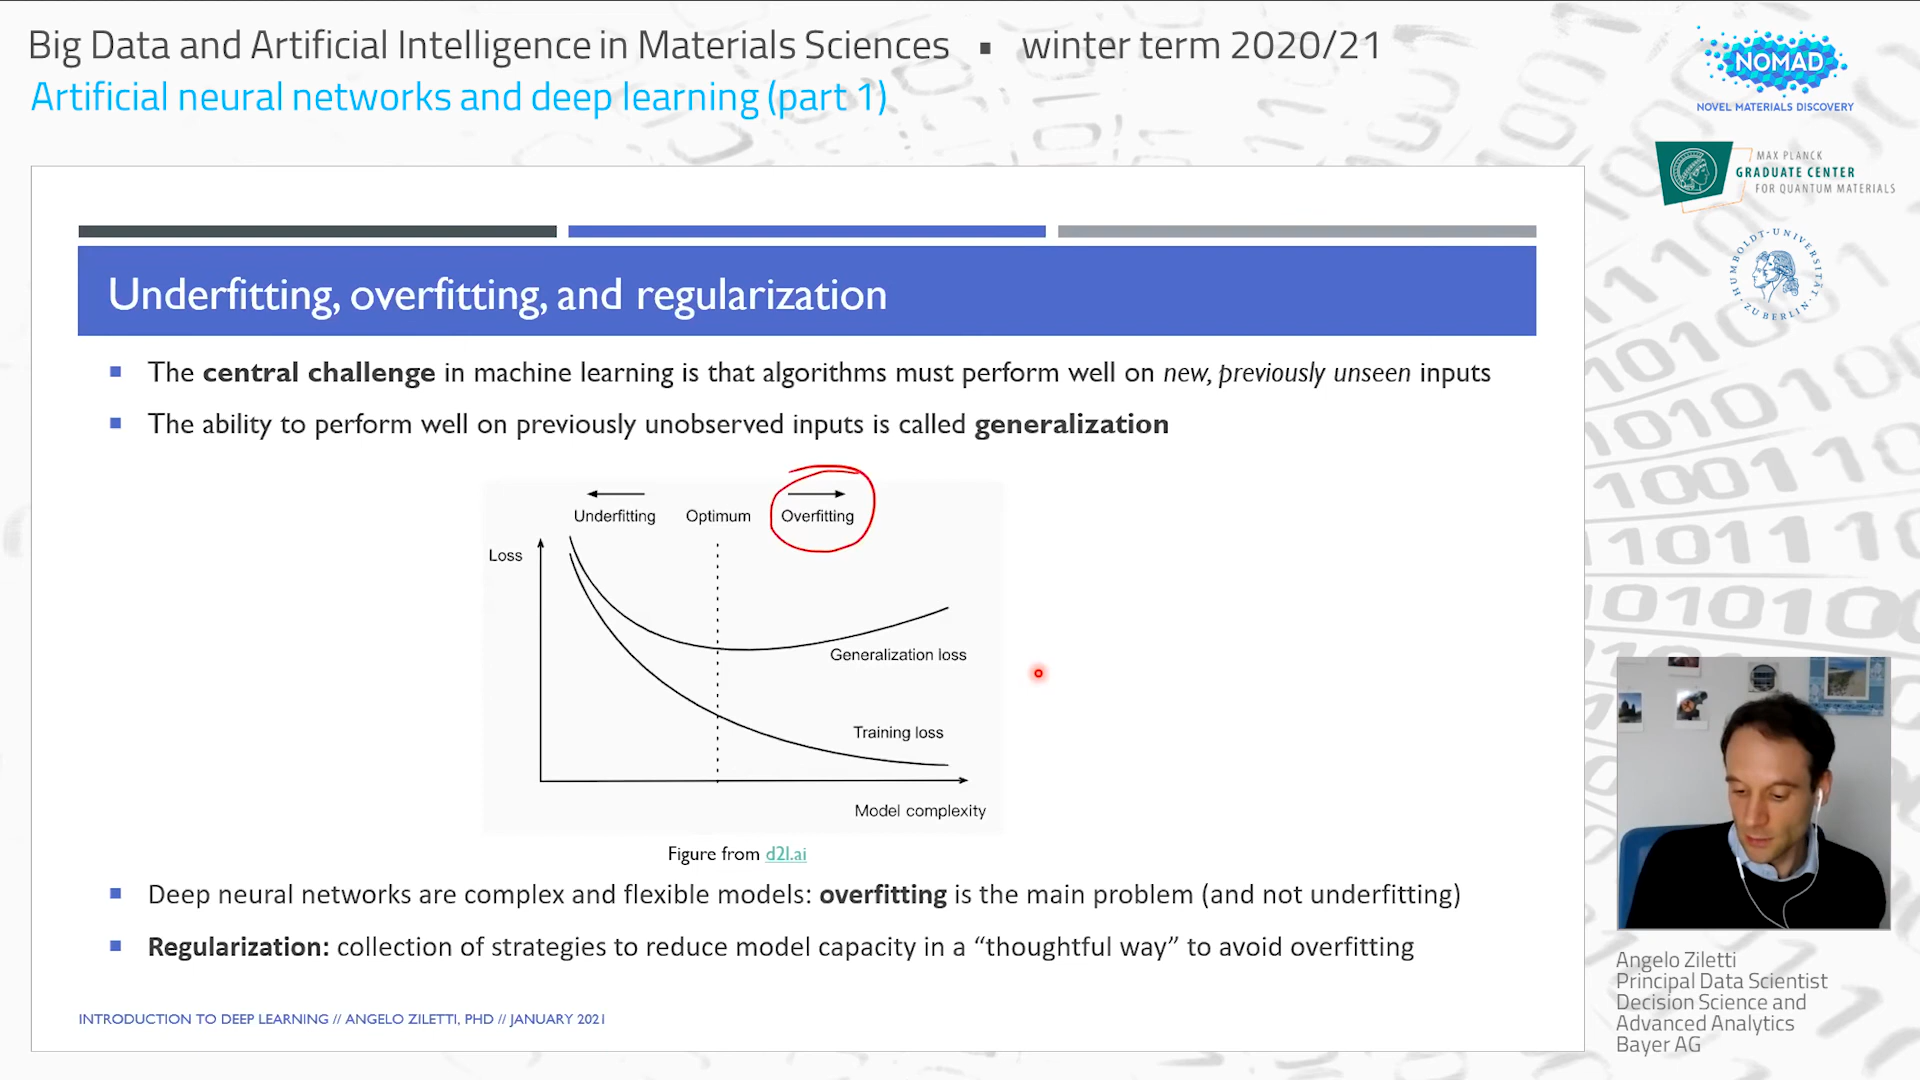 Big Data and Artificial Intelligence in Materials Sciences ▪ winter term 2020/21
Artificial neural networks and deep learning (part 1)
NOMAD
NOVEL MATERIALS DISCOVERY
MAX PLANCK
GRADUATE CENTER
FOR QUANTUM MATERIALS
HUMBOLDT-UNIVERSITÄT
ZU BERLIN
Underfitting, overfitting, and regularization
▪ The central challenge in machine learning is that algorithms must perform well on new, previously unseen inputs
▪ The ability to perform well on previously unobserved inputs is called generalization
Underfitting Optimum Overfitting
Loss
Generalization loss
Training loss
Model complexity
Figure from d2l.ai
▪ Deep neural networks are complex and flexible models: overfitting is the main problem (and not underfitting)
▪ Regularization: collection of strategies to reduce model capacity in a “thoughtful way” to avoid overfitting
INTRODUCTION TO DEEP LEARNING // ANGELO ZILETTI, PHD // JANUARY 2021
Angelo Ziletti
Principal Data Scientist
Decision Science and
Advanced Analytics
Bayer AG